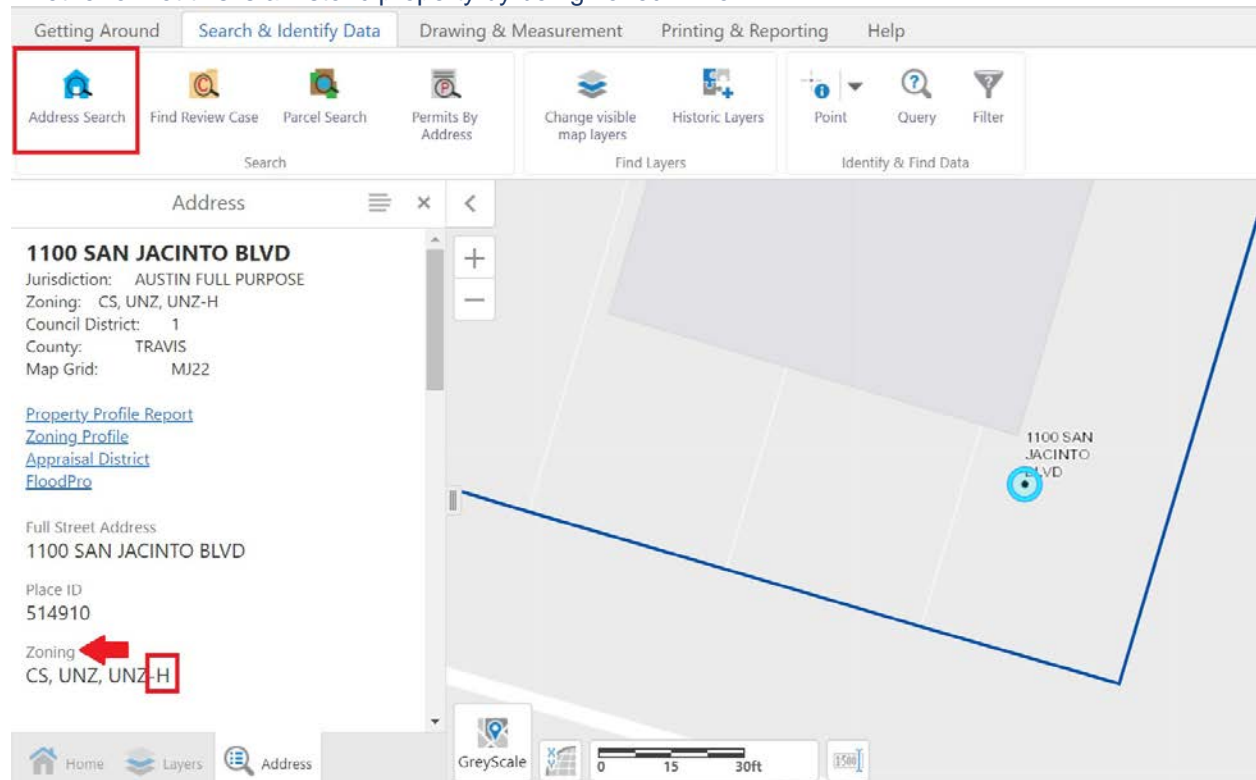 Getting Around Search & Identify Data Drawing & Measurement Printing & Reporting Help
Address Search Find Review Case Parcel Search Permits By Address Change visible map layers Historic Layers Point Query Filter
Search Find Layers Identify & Find Data
Address
1100 SAN JACINTO BLVD
Jurisdiction: AUSTIN FULL PURPOSE
Zoning: CS, UNZ, UNZ-H
Council District: 1
County: TRAVIS
Map Grid: MJ22
Property Profile Report
Zoning Profile
Appraisal District
FloodPro
Full Street Address
1100 SAN JACINTO BLVD
Place ID
514910
Zoning
CS, UNZ, UNZ-H
1100 SAN
JACINTO
BLVD
Home Layers Address
GreyScale
0 15 30ft